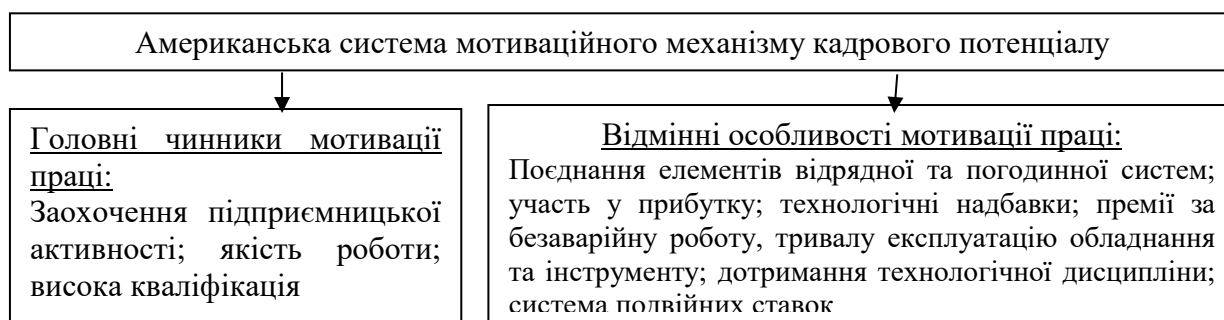 Американська система мотиваційного механізму кадрового потенціалу
Головні чинники мотивації
праці:
Заохочення підприємницької
активності; якість роботи;
висока кваліфікація
Відмінні особливості мотивації праці:
Поєднання елементів відрядної та погодинної систем;
участь у прибутку; технологічні надбавки; премії за
безаварійну роботу, тривалу експлуатацію обладнання
та інструменту; дотримання технологічної дисципліни;
система подвійних ставок